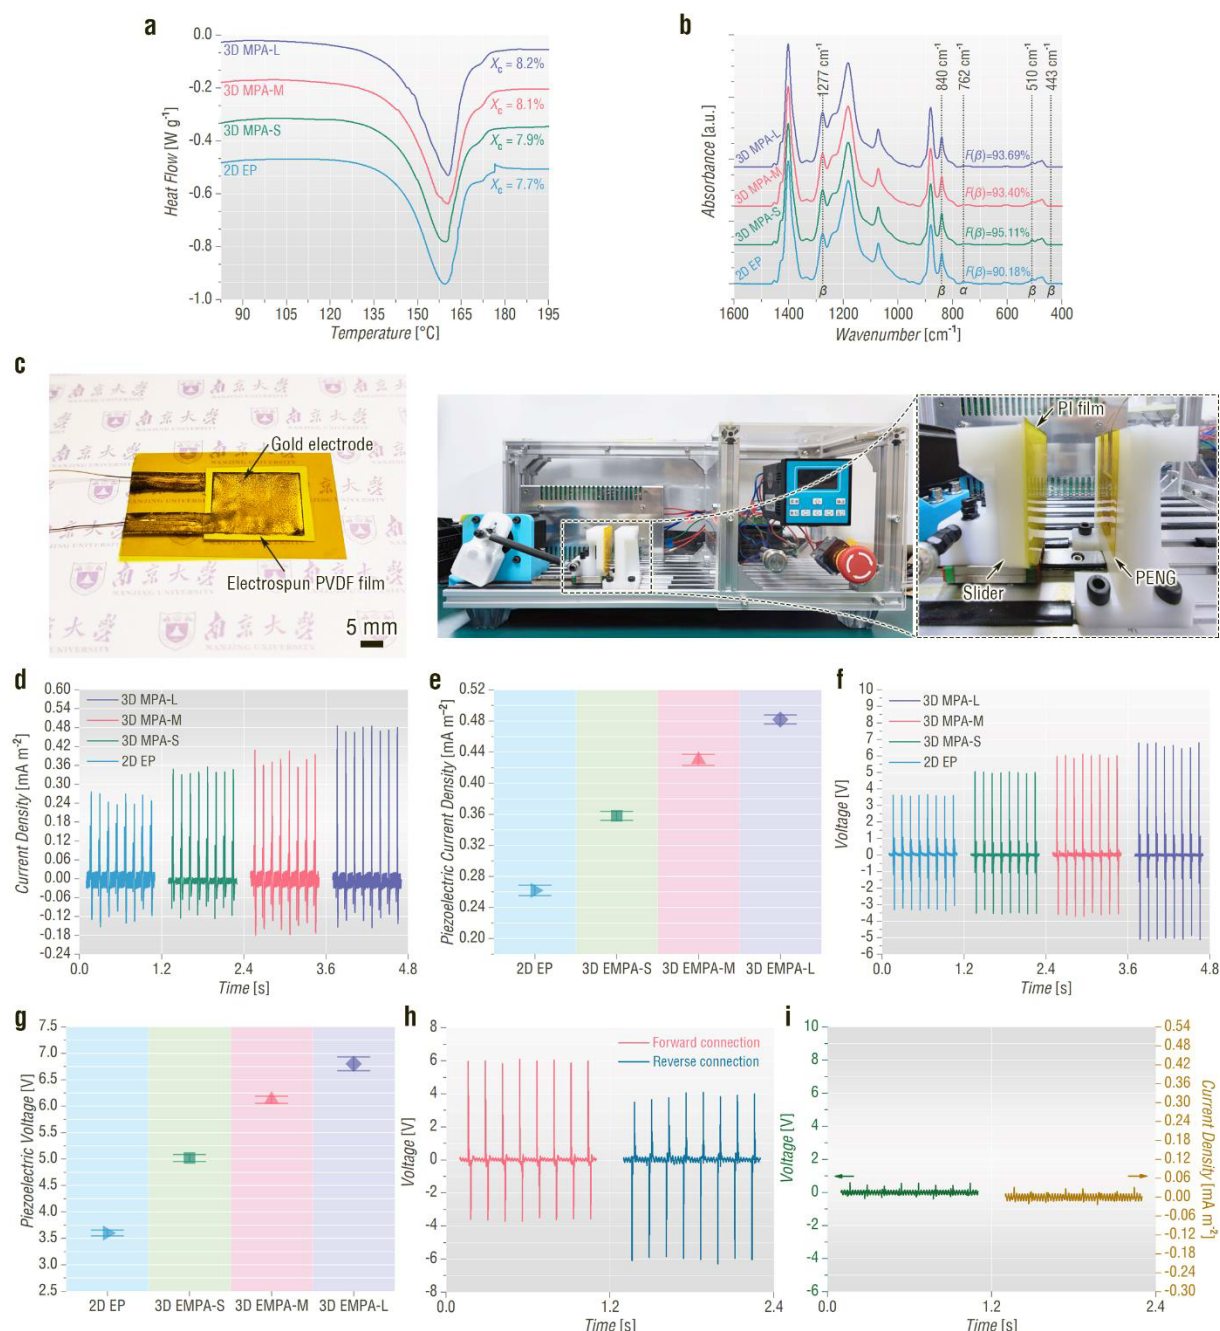 a
0.0
-0.2
-0.4
-0.6
-0.8
-1.0
Heat Flow [W g⁻¹]
3D MPA-L
Xc = 8.2%
3D MPA-M
Xc = 8.1%
3D MPA-S
Xc = 7.9%
2D EP
Xc = 7.7%
90 105 120 135 150 165 180 195
Temperature [°C]
b
Absorbance [a.u.]
1277 cm⁻¹
840 cm⁻¹
762 cm⁻¹
510 cm⁻¹
443 cm⁻¹
3D MPA-L
F(β)=93.69%
3D MPA-M
F(β)=93.40%
3D MPA-S
F(β)=95.11%
2D EP
F(β)=90.18%
β β α β β
1600 1400 1200 1000 800 600 400
Wavenumber [cm⁻¹]
c
南京大學
NANJING UNIVERSITY
Gold electrode
Electrospun PVDF film
5 mm
PI film
Slider
PENG
d
0.60
0.54
0.48
0.42
0.36
0.30
0.24
0.18
0.12
0.06
0.00
-0.06
-0.12
-0.18
-0.24
Current Density [mA m⁻²]
3D MPA-L
3D MPA-M
3D MPA-S
2D EP
0.0 1.2 2.4 3.6 4.8
Time [s]
e
0.52
0.48
0.44
0.40
0.36
0.32
0.28
0.24
0.20
Piezoelectric Current Density [mA m⁻²]
2D EP 3D EMPA-S 3D EMPA-M 3D EMPA-L
f
10
9
8
7
6
5
4
3
2
1
0
-1
-2
-3
-4
-5
-6
Voltage [V]
3D MPA-L
3D MPA-M
3D MPA-S
2D EP
0.0 1.2 2.4 3.6 4.8
Time [s]
g
7.5
7.0
6.5
6.0
5.5
5.0
4.5
4.0
3.5
3.0
2.5
Piezoelectric Voltage [V]
2D EP 3D EMPA-S 3D EMPA-M 3D EMPA-L
h
8
6
4
2
0
-2
-4
-6
-8
Voltage [V]
Forward connection
Reverse connection
0.0 1.2 2.4
Time [s]
i
10
8
6
4
2
0
-2
-4
-6
Voltage [V]
0.54
0.48
0.42
0.36
0.30
0.24
0.18
0.12
0.06
0.00
-0.06
-0.12
-0.18
-0.24
-0.30
Current Density [mA m⁻²]
0.0 1.2 2.4
Time [s]